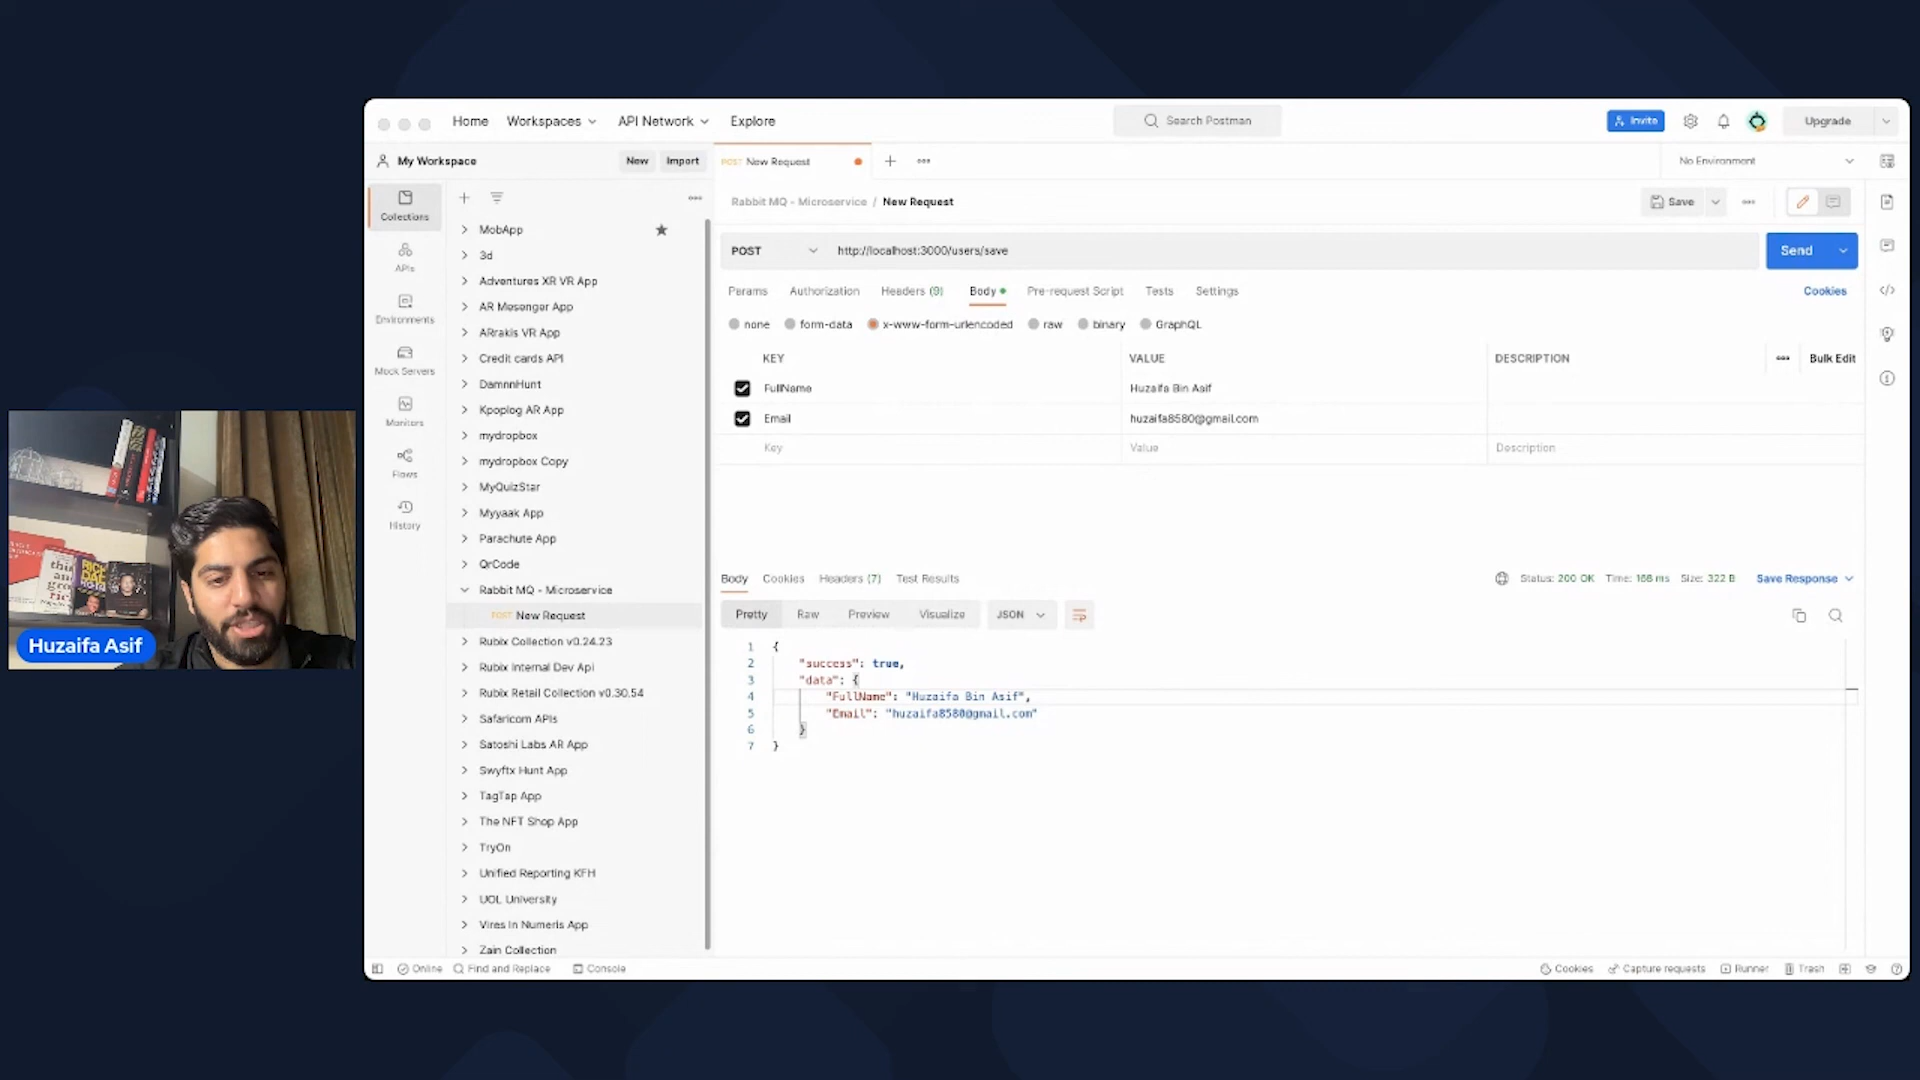 Home Workspaces API Network Explore Search Postman Invite Upgrade
My Workspace New Import POST New Request No Environment
Collections
APIs
Environments
Mock Servers
Monitors
Flows
History
MobApp
3d
Adventures XR VR App
AR Mesenger App
ARrakis VR App
Credit cards API
DamnnHunt
Kpoplog AR App
mydropbox
mydropbox Copy
MyQuizStar
Myyaak App
Parachute App
QrCode
Rabbit MQ - Microservice
POST New Request
Rubix Collection v0.24.23
Rubix Internal Dev Api
Rubix Retail Collection v0.30.54
Safaricom APIs
Satoshi Labs AR App
Swyftx Hunt App
TagTap App
The NFT Shop App
TryOn
Unified Reporting KFH
UOL University
Vires In Numeris App
Zain Collection
Rabbit MQ - Microservice / New Request Save
POST http://localhost:3000/users/save Send
Params Authorization Headers (9) Body Pre-request Script Tests Settings Cookies
none form-data x-www-form-urlencoded raw binary GraphQL
KEY VALUE DESCRIPTION Bulk Edit
FullName Huzaifa Bin Asif
Email huzaifa8580@gmail.com
Key Value Description
Body Cookies Headers (7) Test Results Status: 200 OK Time: 166 ms Size: 322 B Save Response
Pretty Raw Preview Visualize JSON
1 {
2 "success": true,
3 "data": {
4 "FullName": "Huzaifa Bin Asif",
5 "Email": "huzaifa8580@gmail.com"
6 }
7 }
Online Find and Replace Console Cookies Capture requests Runner Trash
Huzaifa Asif
RICH
DAD